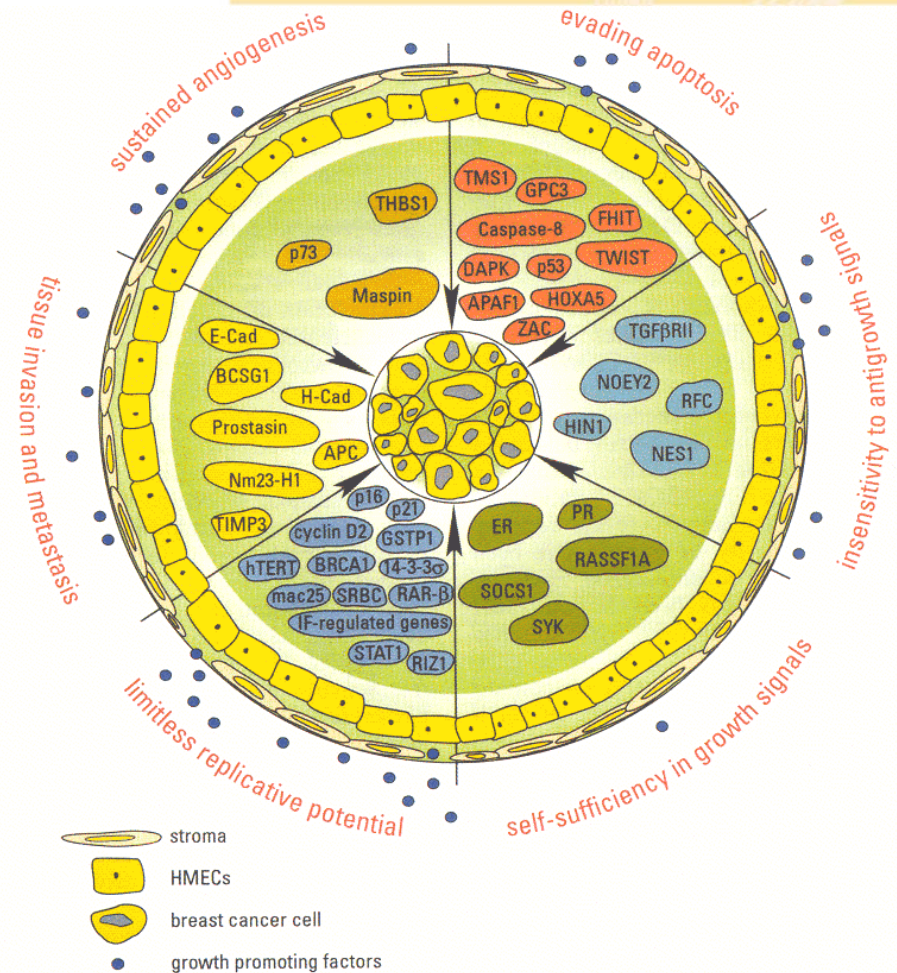 sustained angiogenesis
evading apoptosis
insensitivity to antigrowth signals
self-sufficiency in growth signals
limitless replicative potential
tissue invasion and metastasis
THBS1
p73
Maspin
TMS1
GPC3
Caspase-8
FHIT
DAPK
p53
TWIST
APAF1
HOXA5
ZAC
TGFβRII
NOEY2
RFC
HIN1
NES1
ER
PR
RASSF1A
SOCS1
SYK
p16
p21
cyclin D2
GSTP1
hTERT
BRCA1
14-3-3σ
mac25
SRBC
RAR-β
IF-regulated genes
STAT1
RIZ1
E-Cad
BCSG1
H-Cad
Prostasin
APC
Nm23-H1
TIMP3
stroma
HMECs
breast cancer cell
growth promoting factors